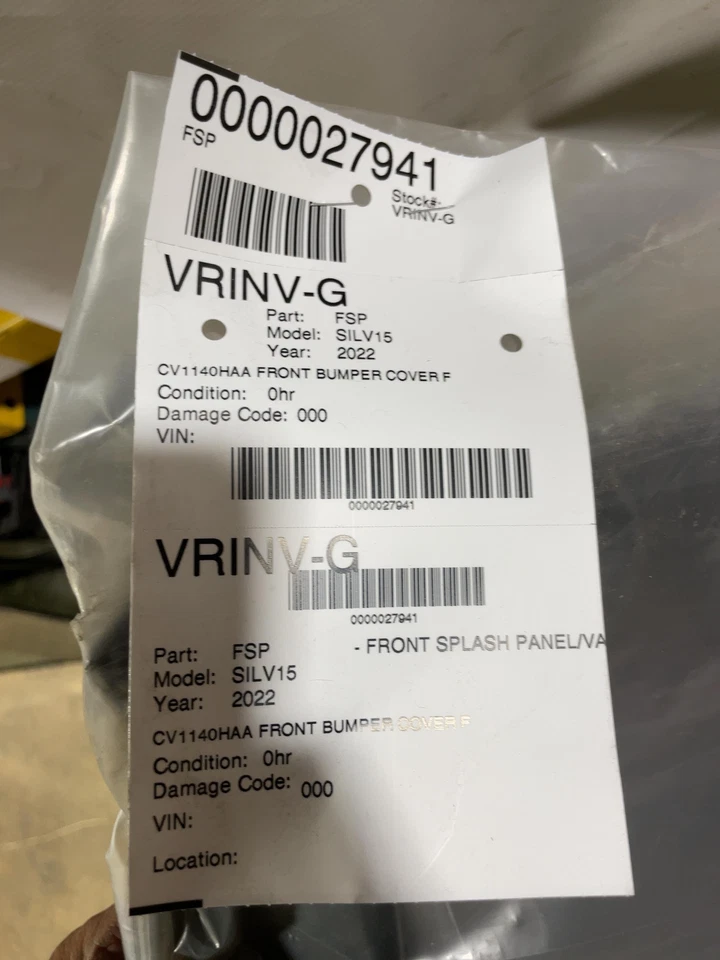 0000027941
FSP
Stock#:
VRINV-G
VRINV-G
Part: FSP
Model: SILV15
Year: 2022
CV1140HAA FRONT BUMPER COVER F
Condition: 0hr
Damage Code: 000
VIN:
0000027941
VRINV-G
0000027941
Part: FSP - FRONT SPLASH PANEL/VA
Model: SILV15
Year: 2022
CV1140HAA FRONT BUMPER COVER F
Condition: 0hr
Damage Code: 000
VIN:
Location: